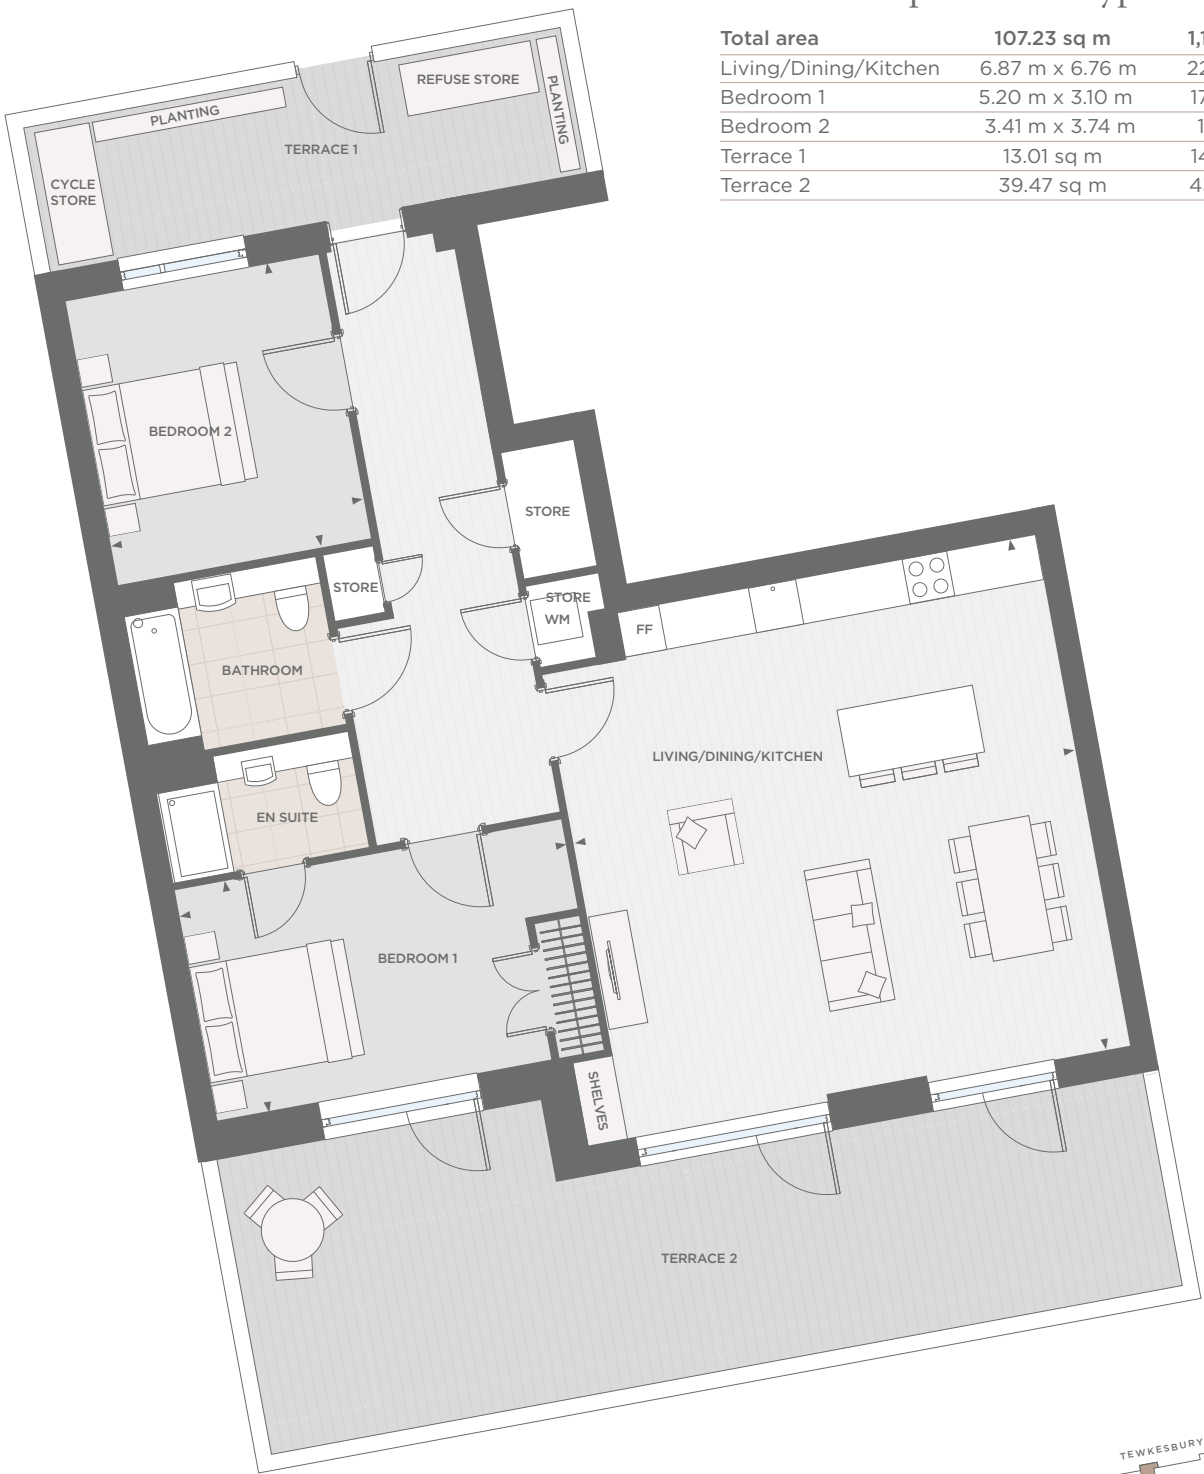 Total area 107.23 sq m
Living/Dining/Kitchen 6.87 m x 6.76 m
Bedroom 1 5.20 m x 3.10 m
Bedroom 2 3.41 m x 3.74 m
Terrace 1 13.01 sq m
Terrace 2 39.47 sq m
REFUSE STORE
PLANTING
PLANTING
TERRACE 1
CYCLE
STORE
BEDROOM 2
STORE
STORE
STORE
WM
FF
BATHROOM
LIVING/DINING/KITCHEN
EN SUITE
BEDROOM 1
SHELVES
TERRACE 2
TEWKESBURY